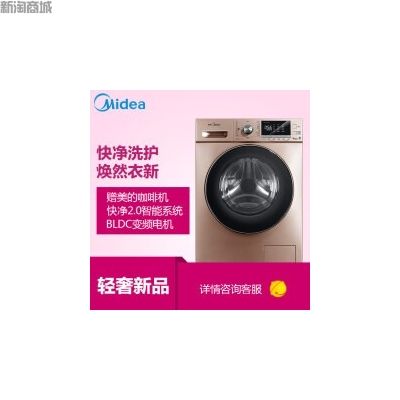 新淘商城
Midea
快净洗护
焕然衣新
赠美的咖啡机
快净2.0智能系统
BLDC变频电机
轻奢新品
详情咨询客服